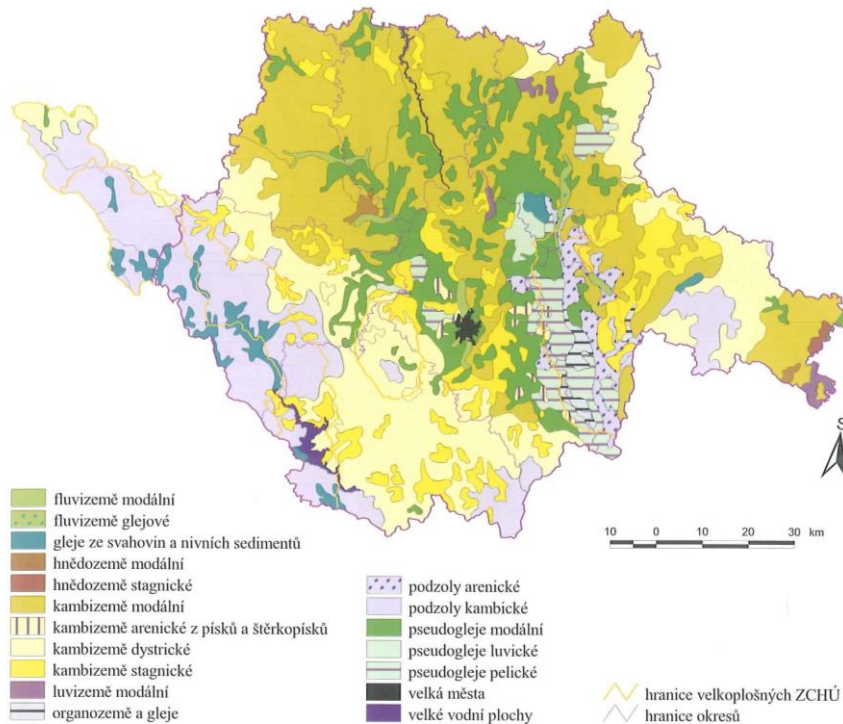 S
fluvizemě modální
fluvizemě glejové
gleje ze svahovin a nivních sedimentů
hnědozemě modální
hnědozemě stagnické
kambizemě modální
kambizemě arenické z písků a štěrkopísků
kambizemě dystrické
kambizemě stagnické
luvizemě modální
organozemě a gleje
podzoly arenické
podzoly kambické
pseudogleje modální
pseudogleje luvické
pseudogleje pelické
velká města
velké vodní plochy
10 0 10 20 30 km
hranice velkoplošných ZCHÚ
hranice okresů